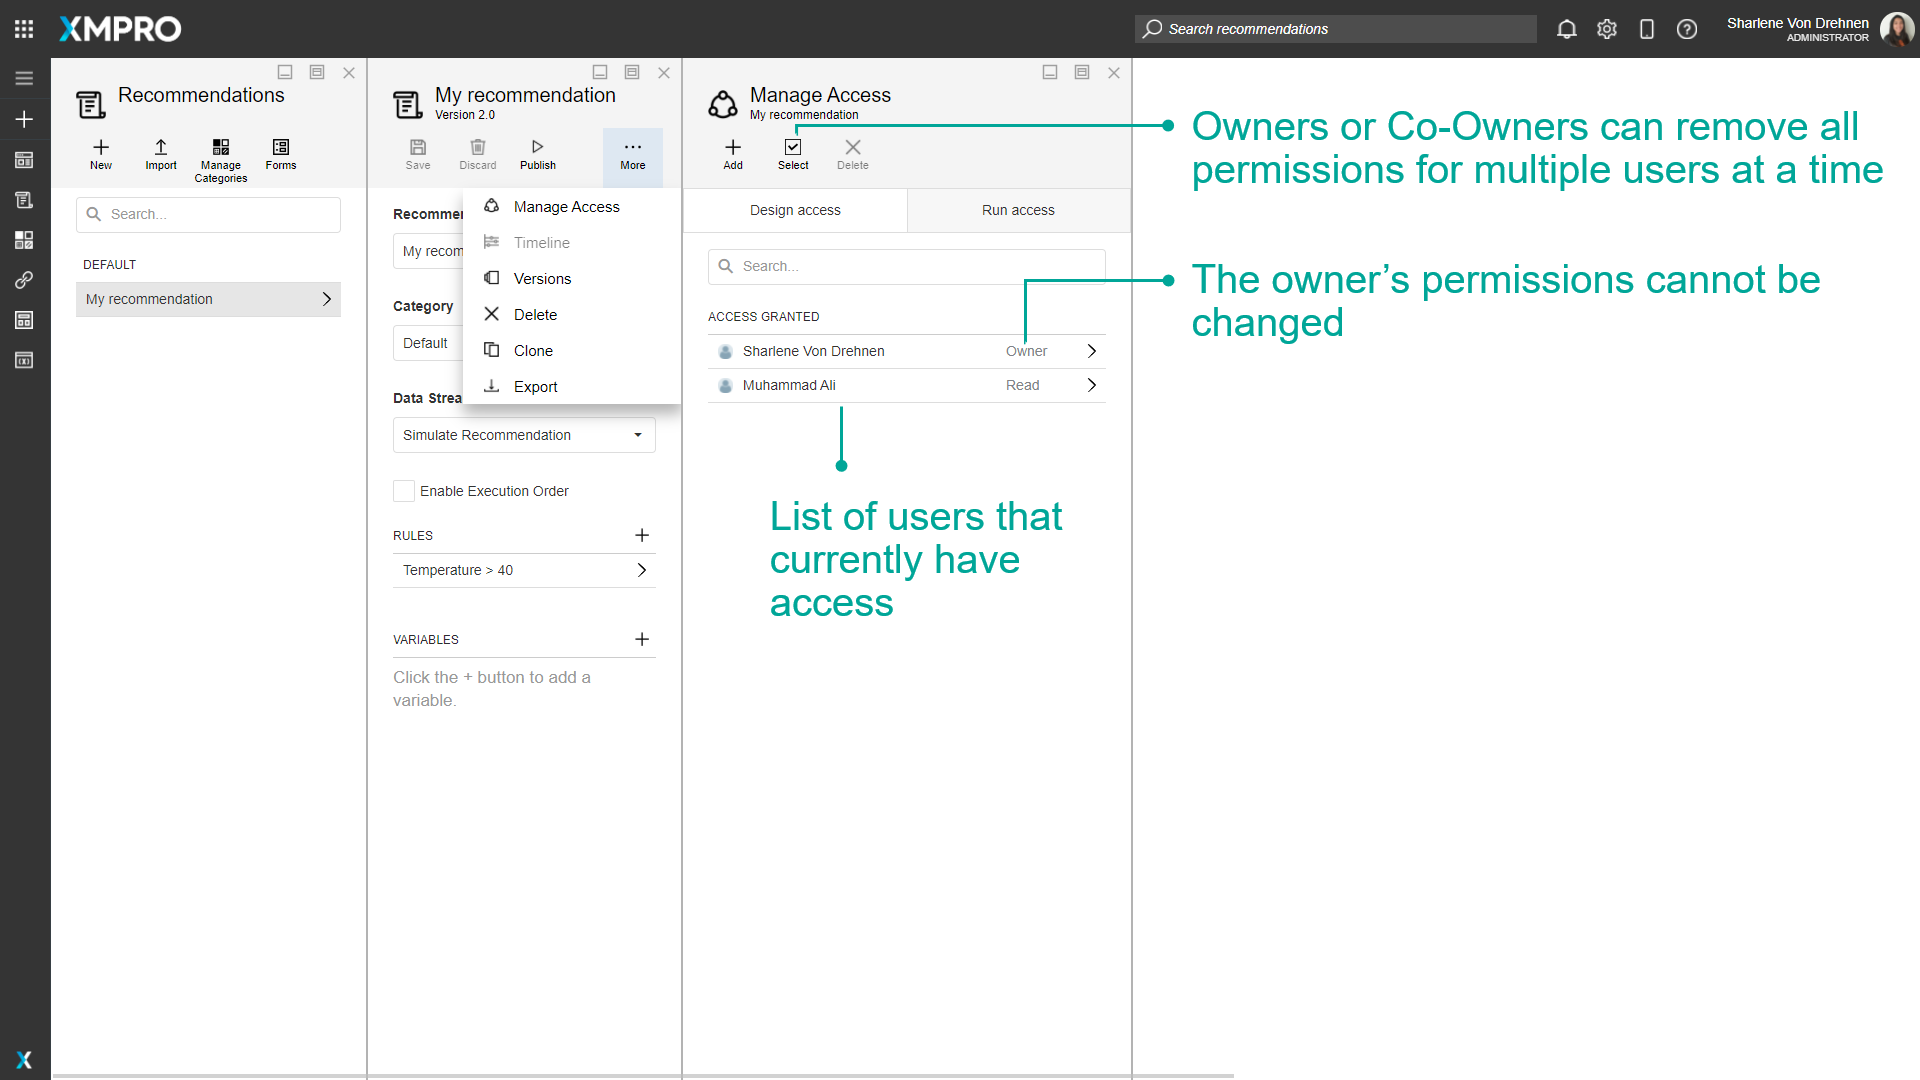 XMPRO
Search recommendations
Sharlene Von Drehnen
ADMINISTRATOR
Recommendations
New
Import
Manage
Categories
Forms
Search...
DEFAULT
My recommendation
My recommendation
Version 2.0
Save
Discard
Publish
More
Manage Access
Timeline
Versions
Delete
Clone
Export
Recommen
My recom
Category
Default
Data Strea
Simulate Recommendation
Enable Execution Order
RULES
Temperature > 40
VARIABLES
Click the + button to add a
variable.
Manage Access
My recommendation
Add
Select
Delete
Design access
Run access
Search...
ACCESS GRANTED
Sharlene Von Drehnen
Owner
Muhammad Ali
Read
Owners or Co-Owners can remove all
permissions for multiple users at a time
The owner’s permissions cannot be
changed
List of users that
currently have
access